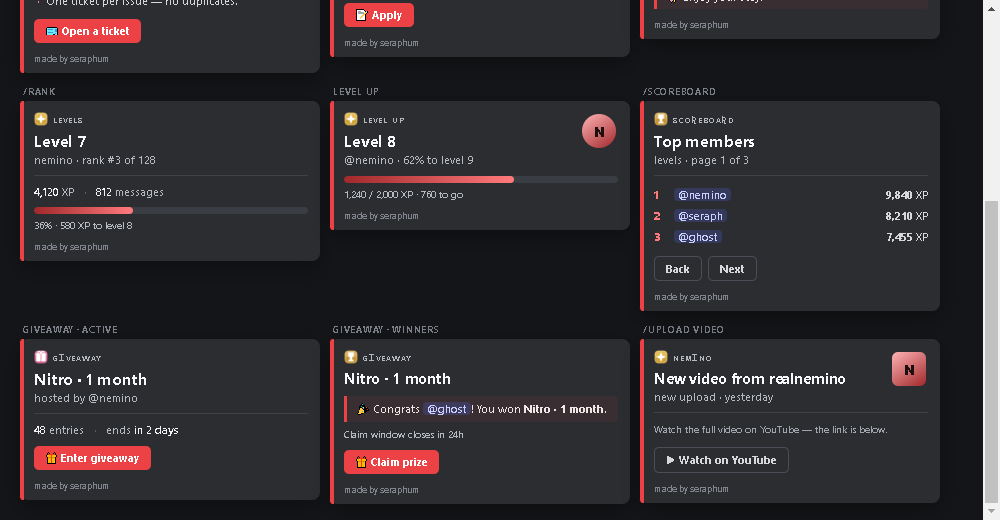 One ticket per issue — no duplicates.
🎫 Open a ticket
made by seraphum
📝 Apply
made by seraphum
made by seraphum
/RANK
LEVELS
Level 7
nemino · rank #3 of 128
4,120 XP · 812 messages
36% · 580 XP to level 8
made by seraphum
LEVEL UP
LEVEL UP
N
Level 8
@nemino · 62% to level 9
1,240 / 2,000 XP · 760 to go
made by seraphum
/SCOREBOARD
SCOREBOARD
Top members
levels · page 1 of 3
1 @nemino 9,840 XP
2 @seraph 8,210 XP
3 @ghost 7,455 XP
Back Next
made by seraphum
GIVEAWAY · ACTIVE
GIVEAWAY
Nitro · 1 month
hosted by @nemino
48 entries · ends in 2 days
🎁 Enter giveaway
made by seraphum
GIVEAWAY · WINNERS
GIVEAWAY
Nitro · 1 month
🎉 Congrats @ghost! You won Nitro · 1 month.
Claim window closes in 24h
🎁 Claim prize
made by seraphum
/UPLOAD VIDEO
NEMINO
N
New video from realnemino
new upload · yesterday
Watch the full video on YouTube — the link is below.
▶ Watch on YouTube
made by seraphum